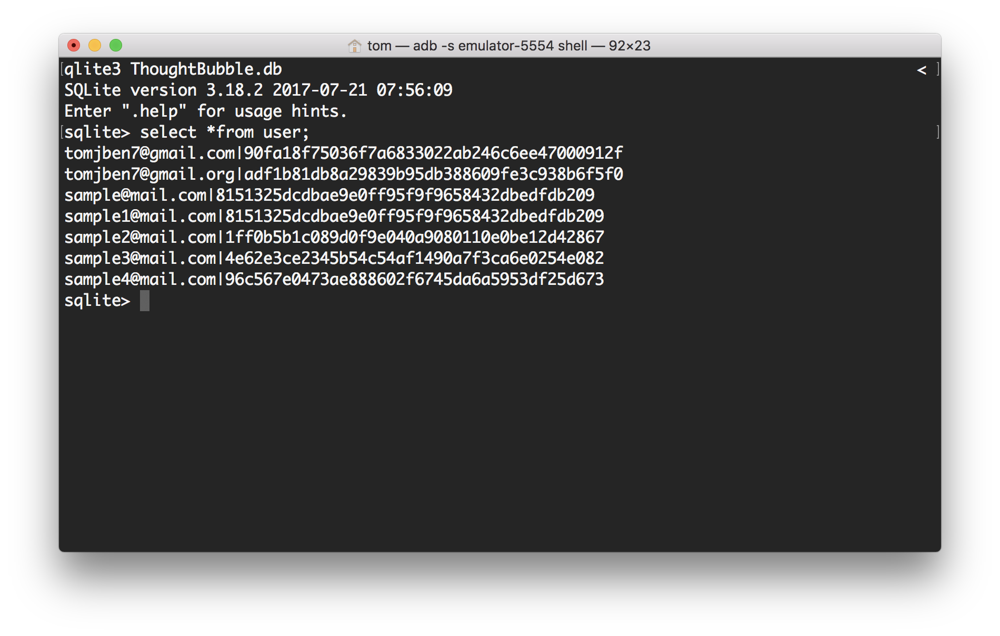 tom — adb -s emulator-5554 shell — 92×23
[qlite3 ThoughtBubble.db < ]
SQLite version 3.18.2 2017-07-21 07:56:09
Enter ".help" for usage hints.
[sqlite> select *from user; ]
tomjben7@gmail.com|90fa18f75036f7a6833022ab246c6ee47000912f
tomjben7@gmail.org|adf1b81db8a29839b95db388609fe3c938b6f5f0
sample@mail.com|8151325dcdbae9e0ff95f9f9658432dbedfdb209
sample1@mail.com|8151325dcdbae9e0ff95f9f9658432dbedfdb209
sample2@mail.com|1ff0b5b1c089d0f9e040a9080110e0be12d42867
sample3@mail.com|4e62e3ce2345b54c54af1490a7f3ca6e0254e082
sample4@mail.com|96c567e0473ae888602f6745da6a5953df25d673
sqlite>